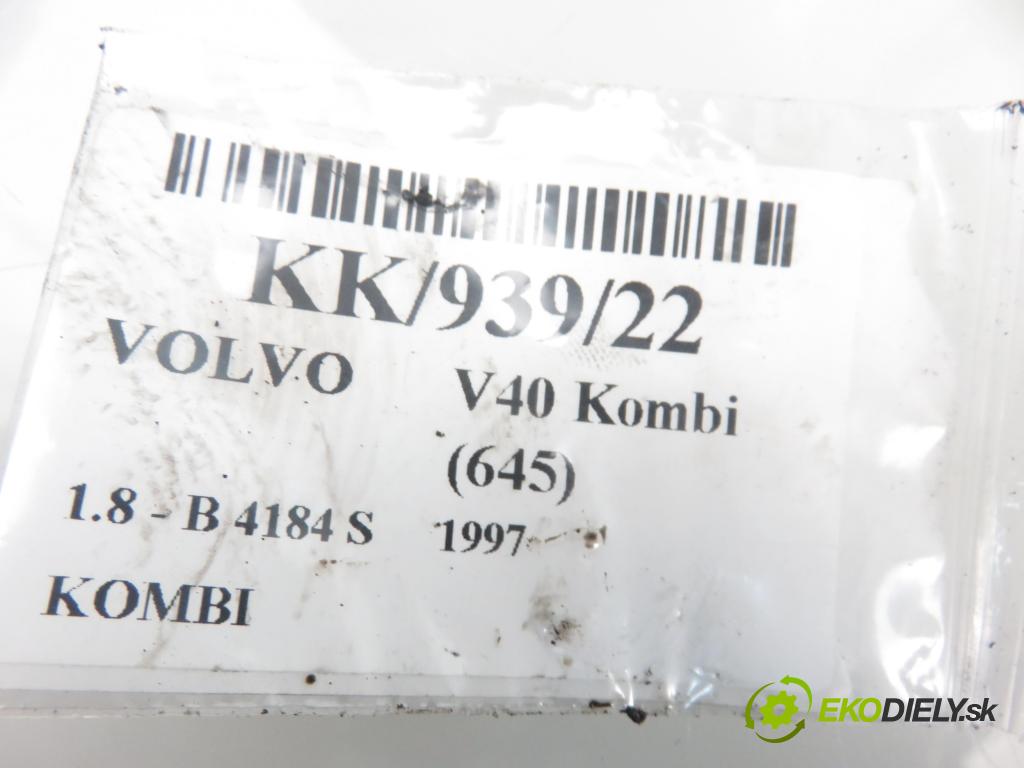 KK/939/22
VOLVO V40 Kombi
(645)
1.8 - B 4184 S 1997
KOMBI
EKODIELY.sk